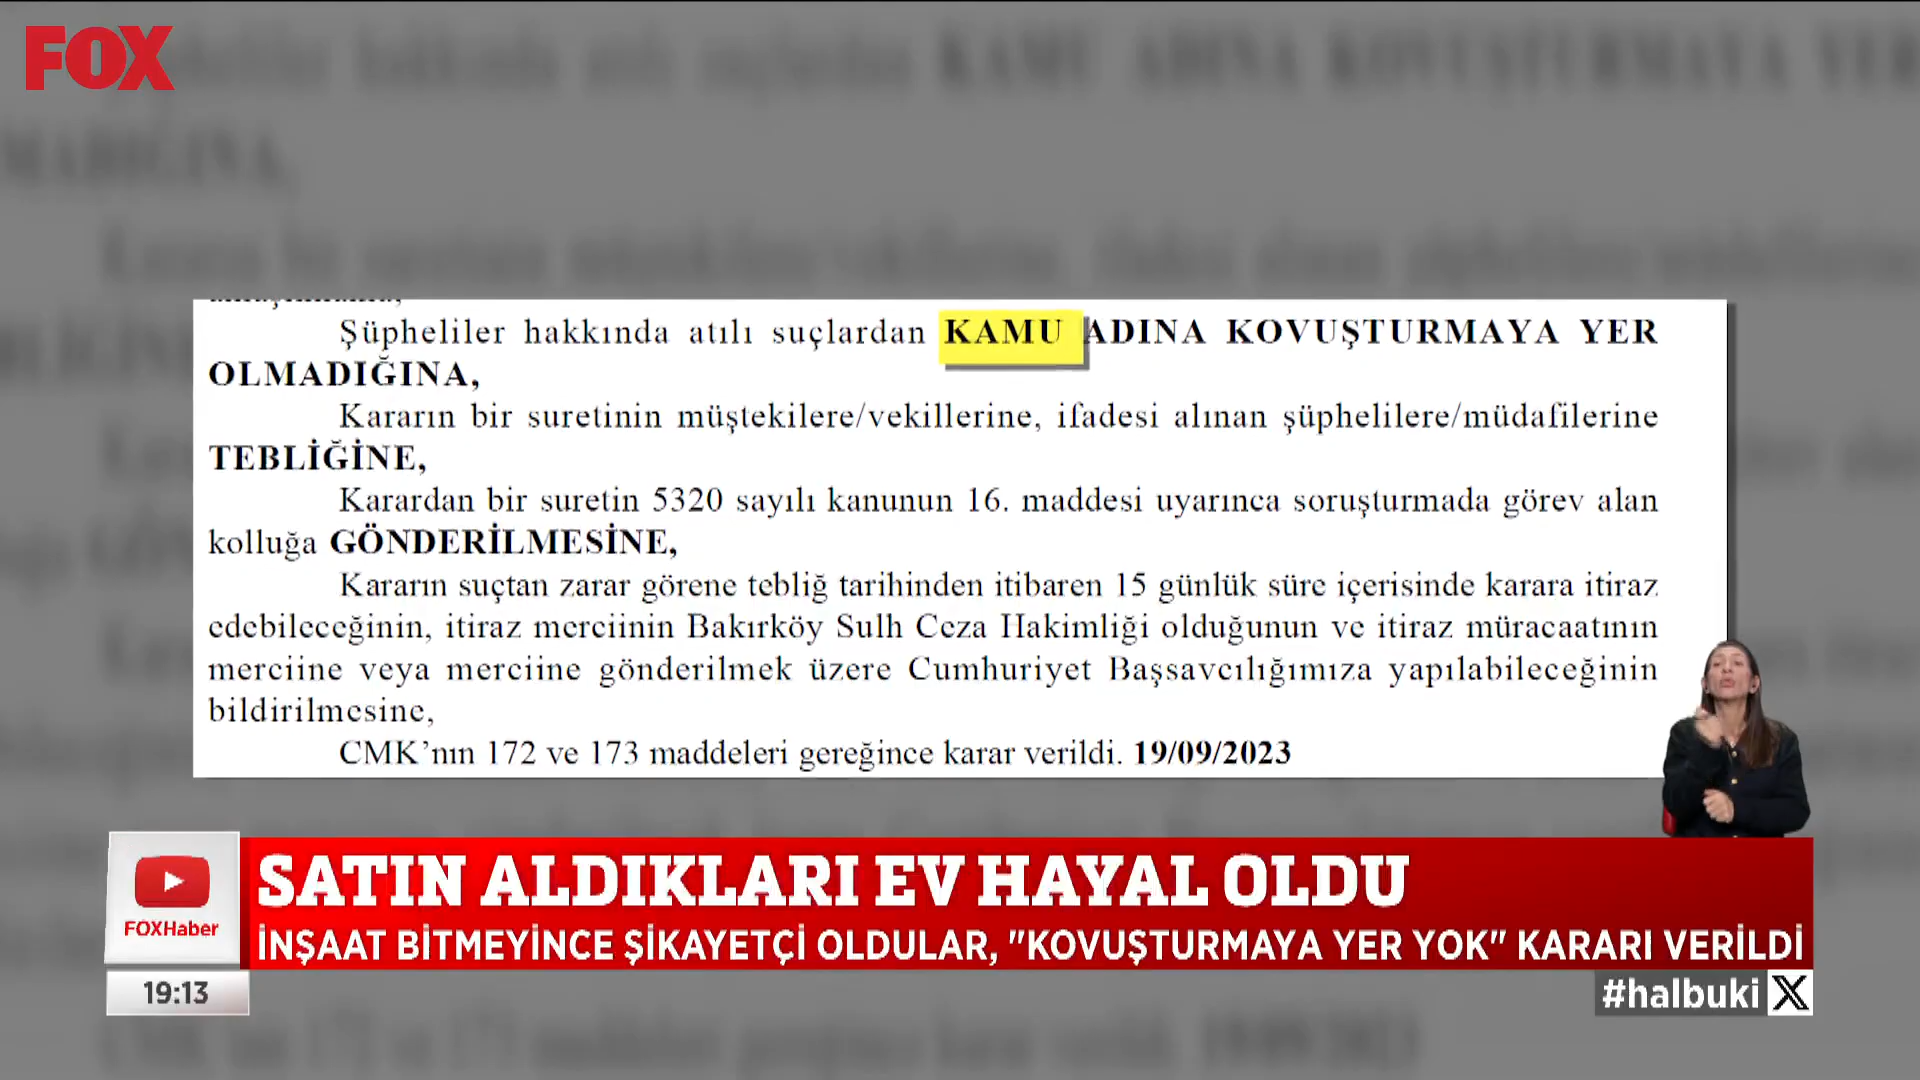 FOX
Şüpheliler hakkında atılı suçlardan KAMU ADINA KOVUŞTURMAYA YER
OLMADIĞINA,
Kararın bir suretinin müştekilere/vekillerine, ifadesi alınan şüphelilere/müdafilerine
TEBLİĞİNE,
Karardan bir suretin 5320 sayılı kanunun 16. maddesi uyarınca soruşturmada görev alan
kolluğa GÖNDERİLMESİNE,
Kararın suçtan zarar görene tebliğ tarihinden itibaren 15 günlük süre içerisinde karara itiraz
edebileceğinin, itiraz merciinin Bakırköy Sulh Ceza Hakimliği olduğunun ve itiraz müracaatının
merciine veya merciine gönderilmek üzere Cumhuriyet Başsavcılığımıza yapılabileceğinin
bildirilmesine,
CMK’nın 172 ve 173 maddeleri gereğince karar verildi. 19/09/2023
SATIN ALDIKLARI EV HAYAL OLDU
FOXHaber
İNŞAAT BİTMEYİNCE ŞİKAYETÇİ OLDULAR, "KOVUŞTURMAYA YER YOK" KARARI VERİLDİ
19:13
#halbuki X